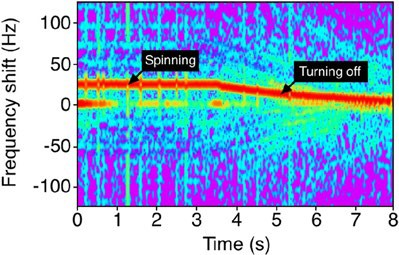 Frequency shift (Hz)
100
50
0
-50
-100
Spinning
Turning off
0 1 2 3 4 5 6 7 8
Time (s)